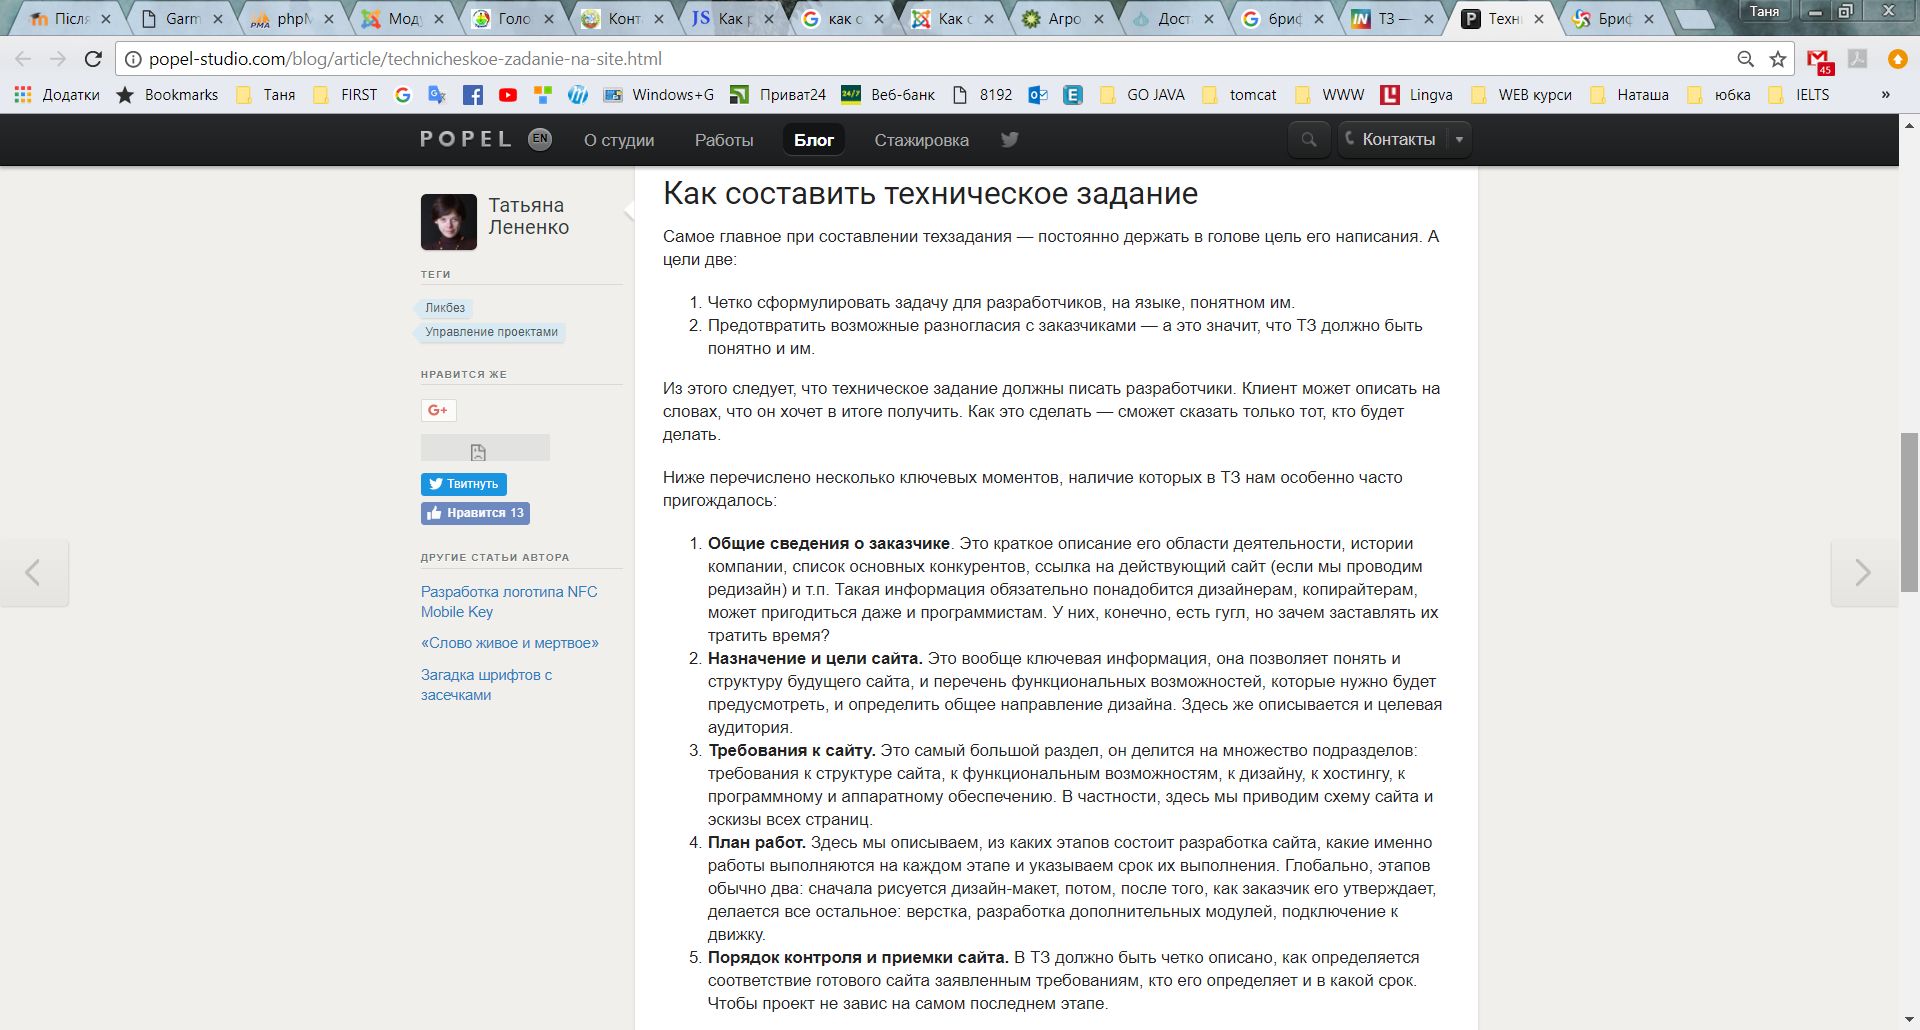 Післ
Garm
phpM
Моду
Голо
Конт
Как р
как с
Как с
Агро
Дост
бриф
ТЗ —
Техн
Бриф
Таня
popel-studio.com/blog/article/technicheskoe-zadanie-na-site.html
45
Додатки Bookmarks Таня FIRST Windows+G Приват24 24/7 Веб-банк 8192 GO JAVA tomcat WWW Lingva WEB курси Наташа юбка IELTS »
POPEL EN О студии Работы Блог Стажировка Контакты
Татьяна
Лененко
ТЕГИ
Ликбез
Управление проектами
НРАВИТСЯ ЖЕ
G+
Твитнуть
Нравится 13
ДРУГИЕ СТАТЬИ АВТОРА
Разработка логотипа NFC
Mobile Key
«Слово живое и мертвое»
Загадка шрифтов с
засечками
Как составить техническое задание
Самое главное при составлении техзадания — постоянно держать в голове цель его написания. А
цели две:
1. Четко сформулировать задачу для разработчиков, на языке, понятном им.
2. Предотвратить возможные разногласия с заказчиками — а это значит, что ТЗ должно быть
понятно и им.
Из этого следует, что техническое задание должны писать разработчики. Клиент может описать на
словах, что он хочет в итоге получить. Как это сделать — сможет сказать только тот, кто будет
делать.
Ниже перечислено несколько ключевых моментов, наличие которых в ТЗ нам особенно часто
пригождалось:
1. Общие сведения о заказчике. Это краткое описание его области деятельности, истории
компании, список основных конкурентов, ссылка на действующий сайт (если мы проводим
редизайн) и т.п. Такая информация обязательно понадобится дизайнерам, копирайтерам,
может пригодиться даже и программистам. У них, конечно, есть гугл, но зачем заставлять их
тратить время?
2. Назначение и цели сайта. Это вообще ключевая информация, она позволяет понять и
структуру будущего сайта, и перечень функциональных возможностей, которые нужно будет
предусмотреть, и определить общее направление дизайна. Здесь же описывается и целевая
аудитория.
3. Требования к сайту. Это самый большой раздел, он делится на множество подразделов:
требования к структуре сайта, к функциональным возможностям, к дизайну, к хостингу, к
программному и аппаратному обеспечению. В частности, здесь мы приводим схему сайта и
эскизы всех страниц.
4. План работ. Здесь мы описываем, из каких этапов состоит разработка сайта, какие именно
работы выполняются на каждом этапе и указываем срок их выполнения. Глобально, этапов
обычно два: сначала рисуется дизайн-макет, потом, после того, как заказчик его утверждает,
делается все остальное: верстка, разработка дополнительных модулей, подключение к
движку.
5. Порядок контроля и приемки сайта. В ТЗ должно быть четко описано, как определяется
соответствие готового сайта заявленным требованиям, кто его определяет и в какой срок.
Чтобы проект не завис на самом последнем этапе.